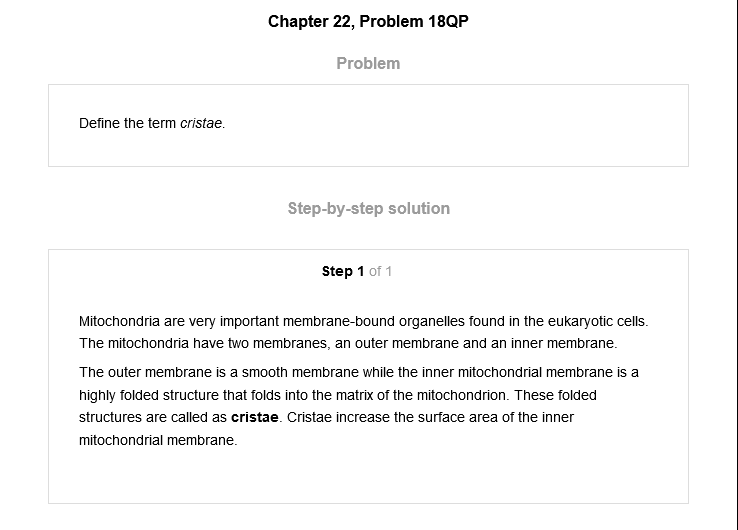 Chapter 22, Problem 18QP
Problem
Define the term cristae.
Step-by-step solution
Step 1 of 1
Mitochondria are very important membrane-bound organelles found in the eukaryotic cells.
The mitochondria have two membranes, an outer membrane and an inner membrane.
The outer membrane is a smooth membrane while the inner mitochondrial membrane is a
highly folded structure that folds into the matrix of the mitochondrion. These folded
structures are called as cristae. Cristae increase the surface area of the inner
mitochondrial membrane.